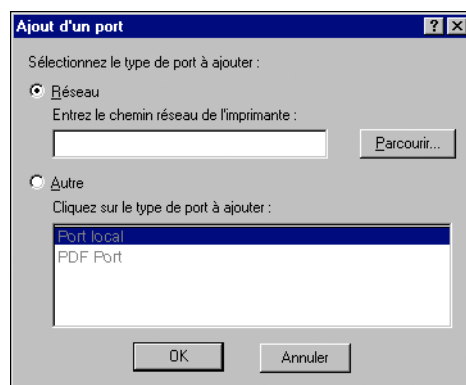 Ajout d'un port
Sélectionnez le type de port à ajouter :
Réseau
Entrez le chemin réseau de l'imprimante :
Parcourir...
Autre
Cliquez sur le type de port à ajouter :
Port local
PDF Port
OK
Annuler